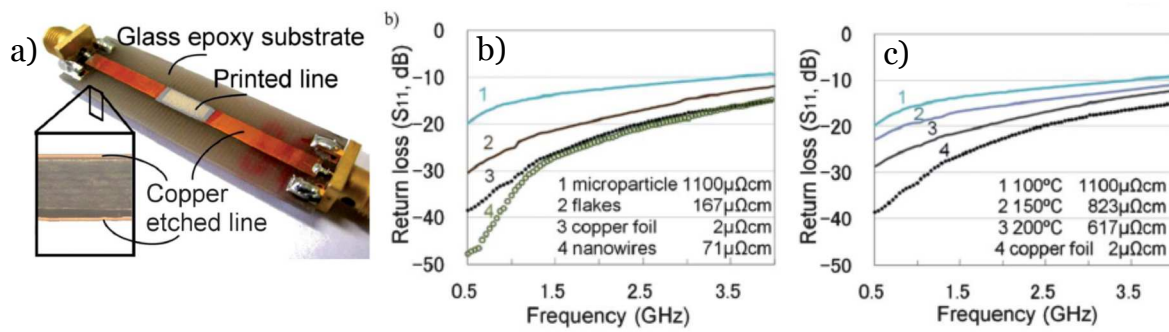 a)
Glass epoxy substrate
Printed line
Copper
etched line
b)
b)
Return loss (S11, dB)
0
−10
−20
−30
−40
−50
1
2
3
4
1 microparticle 1100μΩcm
2 flakes 167μΩcm
3 copper foil 2μΩcm
4 nanowires 71μΩcm
0.5 1.5 2.5 3.5
Frequency (GHz)
c)
Return loss (S11, dB)
0
−10
−20
−30
−40
−50
1
2
3
4
1 100ºC 1100μΩcm
2 150ºC 823μΩcm
3 200ºC 617μΩcm
4 copper foil 2μΩcm
0.5 1.5 2.5 3.5
Frequency (GHz)